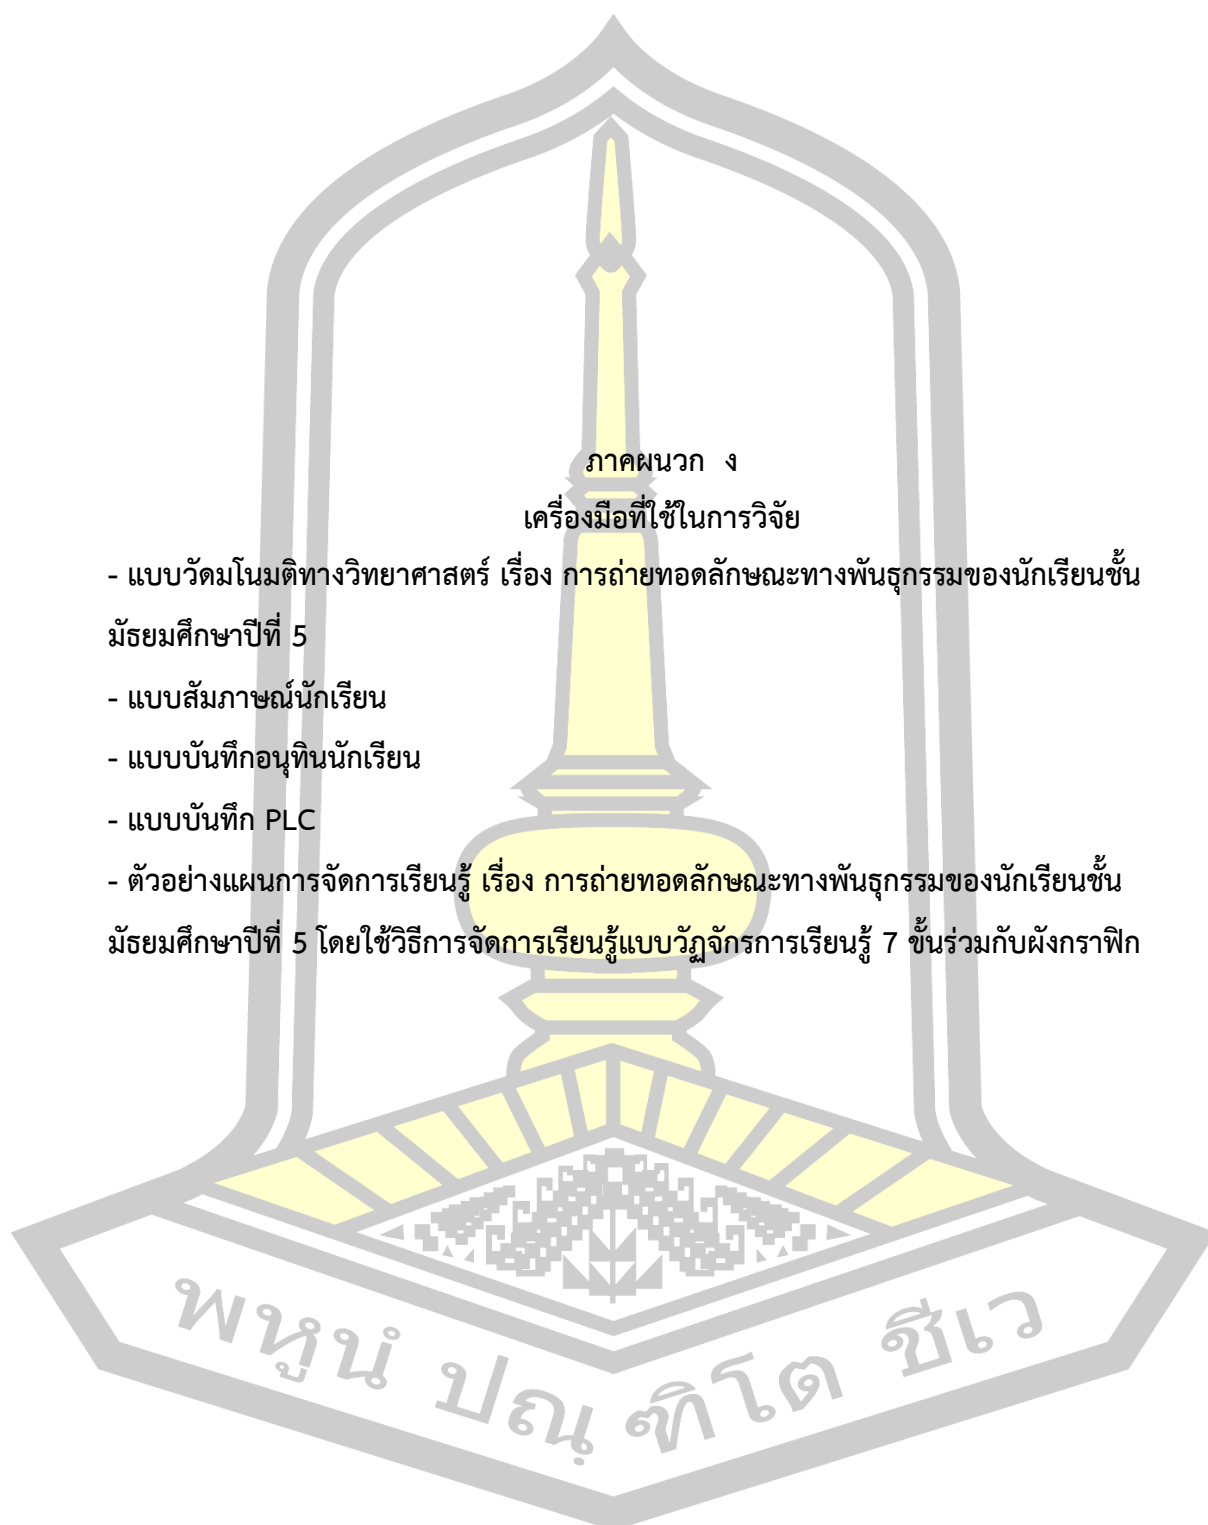 ภาคผนวก ง
เครื่องมือที่ใช้ในการวิจัย
- แบบวัดมโนมติทางวิทยาศาสตร์ เรื่อง การถ่ายทอดลักษณะทางพันธุกรรมของนักเรียนชั้น
มัธยมศึกษาปีที่ 5
- แบบสัมภาษณ์นักเรียน
- แบบบันทึกอนุทินนักเรียน
- แบบบันทึก PLC
- ตัวอย่างแผนการจัดการเรียนรู้ เรื่อง การถ่ายทอดลักษณะทางพันธุกรรมของนักเรียนชั้น
มัธยมศึกษาปีที่ 5 โดยใช้วิธีการจัดการเรียนรู้แบบวัฏจักรการเรียนรู้ 7 ขั้นร่วมกับผังกราฟิก
พหูนํ ปณฺฑิโต ชีเว